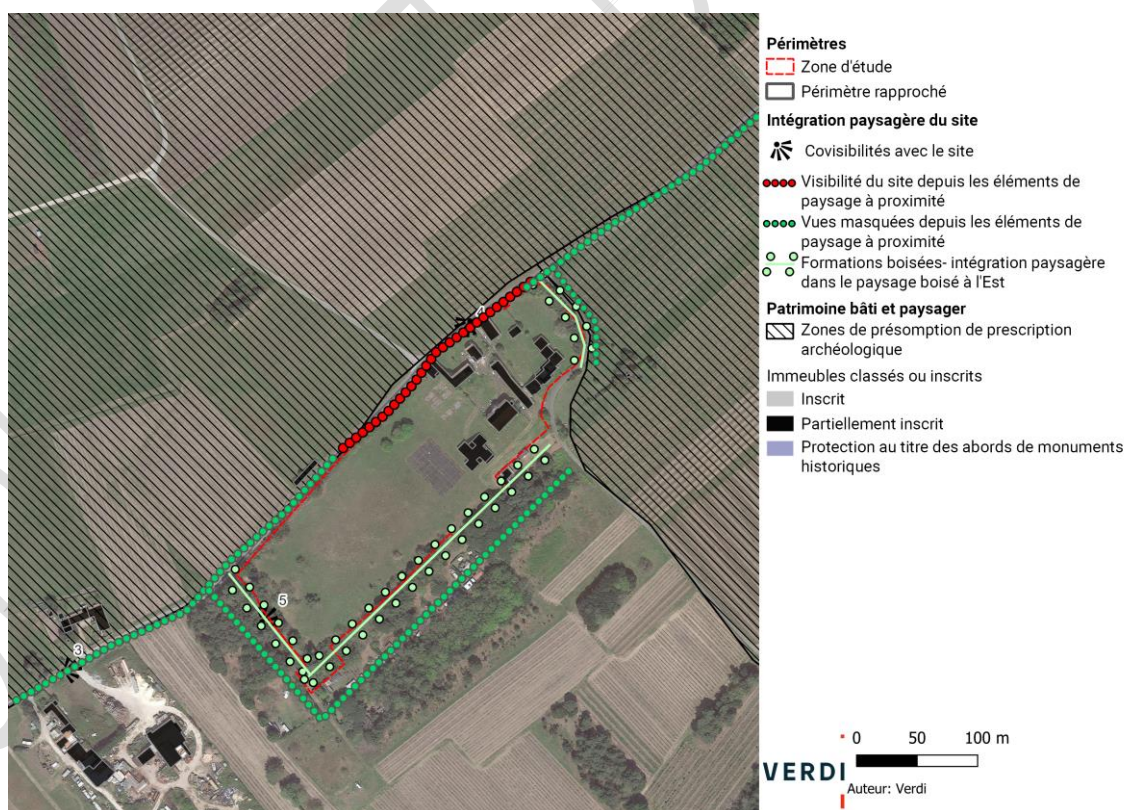 Périmètres
Zone d'étude
Périmètre rapproché
Intégration paysagère du site
Covisibilités avec le site
Visibilité du site depuis les éléments de
paysage à proximité
Vues masquées depuis les éléments de
paysage à proximité
Formations boisées- intégration paysagère
dans le paysage boisé à l'Est
Patrimoine bâti et paysager
Zones de présomption de prescription
archéologique
Immeubles classés ou inscrits
Inscrit
Partiellement inscrit
Protection au titre des abords de monuments
historiques
4
5
3
0 50 100 m
VERDI
Auteur: Verdi